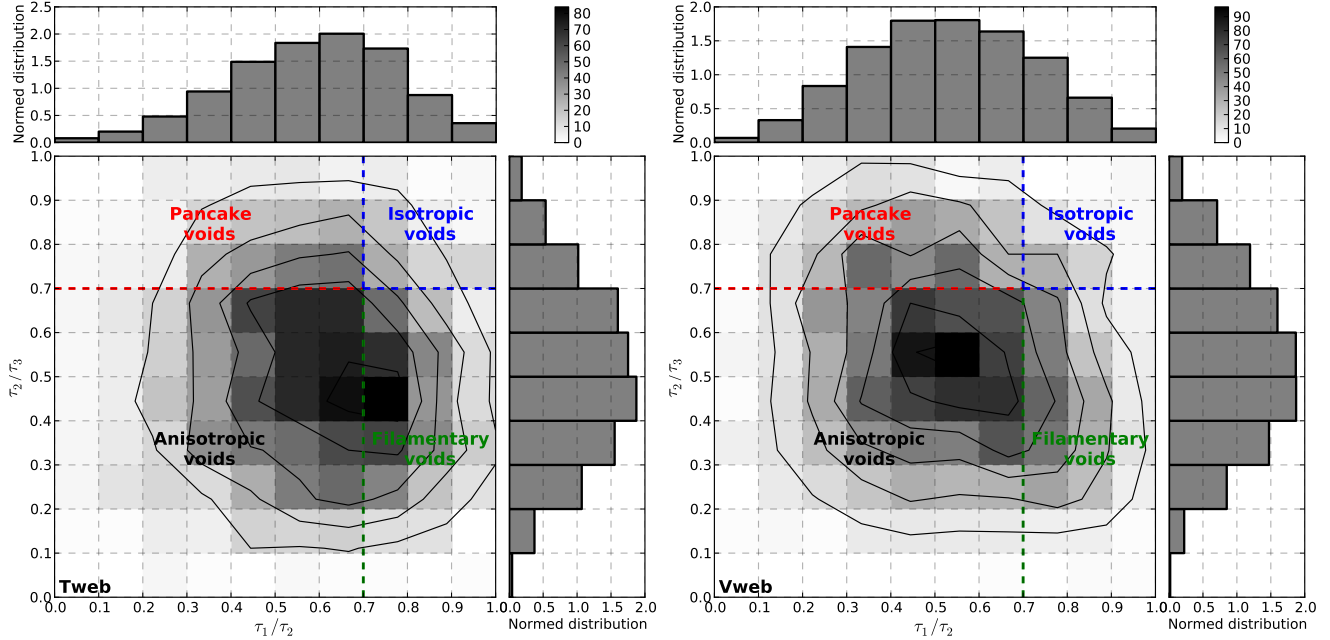 Normed distribution
2.5
2.0
1.5
1.0
0.5
0.0
80
70
60
50
40
30
20
10
0
Normed distribution
2.0
1.5
1.0
0.5
0.0
90
80
70
60
50
40
30
20
10
0
τ2/τ3
1.0
0.9
0.8
0.7
0.6
0.5
0.4
0.3
0.2
0.1
0.0
Pancake
voids
Isotropic
voids
Anisotropic
voids
Filamentary
voids
Tweb
0.0 0.1 0.2 0.3 0.4 0.5 0.6 0.7 0.8 0.9 1.0
τ1/τ2
0.0 0.5 1.0 1.5 2.0
Normed distribution
τ2/τ3
1.0
0.9
0.8
0.7
0.6
0.5
0.4
0.3
0.2
0.1
0.0
Pancake
voids
Isotropic
voids
Anisotropic
voids
Filamentary
voids
Vweb
0.0 0.1 0.2 0.3 0.4 0.5 0.6 0.7 0.8 0.9 1.0
τ1/τ2
0.0 0.5 1.0 1.5 2.0
Normed distribution